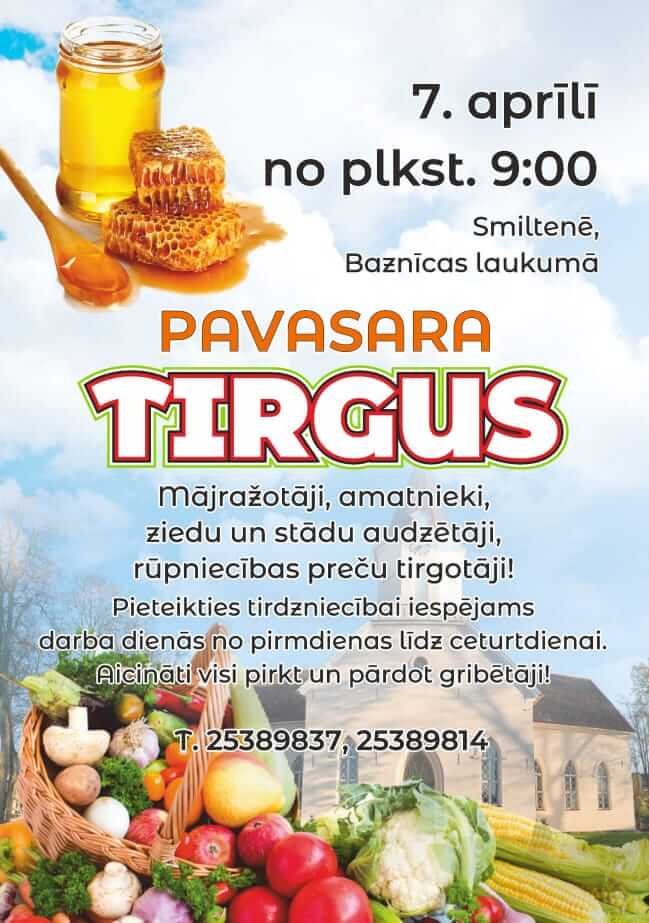 7. aprīlī
no plkst. 9:00
Smiltenē,
Baznīcas laukumā
PAVASARA
TIRGUS
Mājražotāji, amatnieki,
ziedu un stādu audzētāji,
rūpniecības preču tirgotāji!
Pieteikties tirdzniecībai iespējams
darba dienās no pirmdienas līdz ceturtdienai.
Aicināti visi pirkt un pārdot gribētāji!
T. 25389837, 25389814